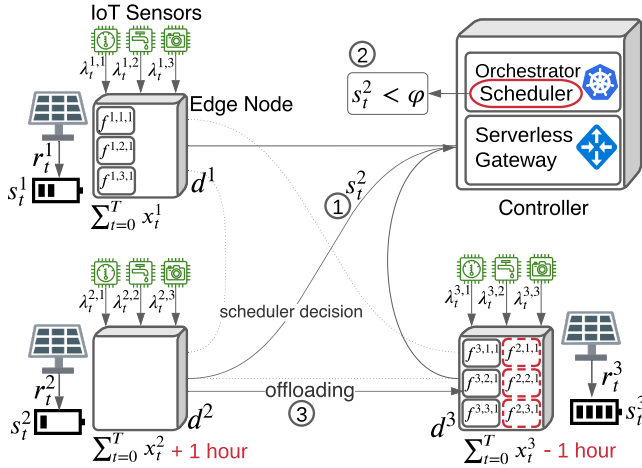 IoT Sensors
λ_t^{1,1} λ_t^{1,2} λ_t^{1,3}
Edge Node
f^{1,1,1}
f^{1,2,1}
f^{1,3,1}
r_t^1
s_t^1
d^1
∑_{t=0}^T x_t^1
2
s_t^2 < φ
Orchestrator
Scheduler
Serverless
Gateway
Controller
1
s_t^2
scheduler decision
λ_t^{2,1} λ_t^{2,2} λ_t^{2,3}
r_t^2
s_t^2
d^2
∑_{t=0}^T x_t^2 + 1 hour
offloading
3
λ_t^{3,1} λ_t^{3,2} λ_t^{3,3}
f^{3,1,1} f^{2,1,1}
f^{3,2,1} f^{2,2,1}
f^{3,3,1} f^{2,3,1}
r_t^3
s_t^3
d^3
∑_{t=0}^T x_t^3 - 1 hour